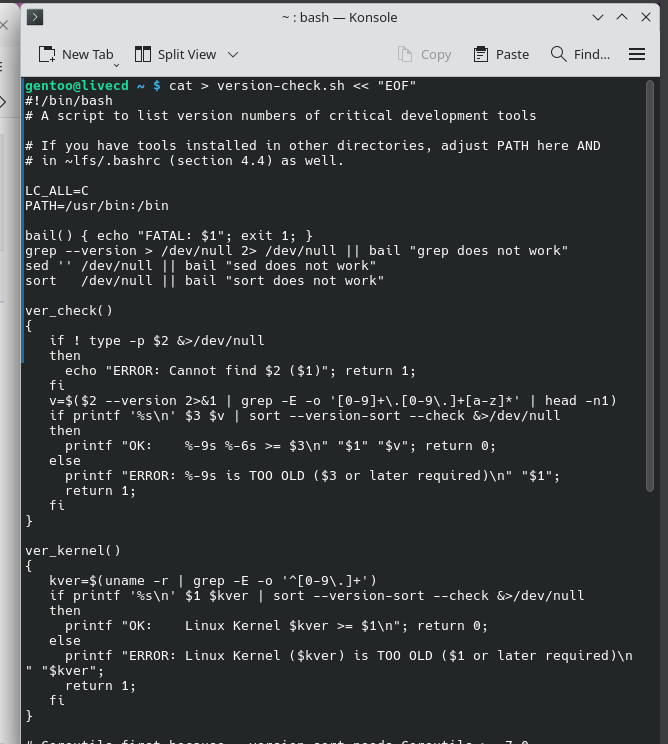 ~ : bash — Konsole
New Tab
Split View
Copy
Paste
Find...
gentoo@livecd ~ $ cat > version-check.sh << "EOF"
#!/bin/bash
# A script to list version numbers of critical development tools

# If you have tools installed in other directories, adjust PATH here AND
# in ~lfs/.bashrc (section 4.4) as well.

LC_ALL=C
PATH=/usr/bin:/bin

bail() { echo "FATAL: $1"; exit 1; }
grep --version > /dev/null 2> /dev/null || bail "grep does not work"
sed '' /dev/null || bail "sed does not work"
sort   /dev/null || bail "sort does not work"

ver_check()
{
   if ! type -p $2 &>/dev/null
   then
     echo "ERROR: Cannot find $2 ($1)"; return 1;
   fi
   v=$($2 --version 2>&1 | grep -E -o '[0-9]+\.[0-9\.]+[a-z]*' | head -n1)
   if printf '%s\n' $3 $v | sort --version-sort --check &>/dev/null
   then
     printf "OK:    %-9s %-6s >= $3\n" "$1" "$v"; return 0;
   else
     printf "ERROR: %-9s is TOO OLD ($3 or later required)\n" "$1";
     return 1;
   fi
}

ver_kernel()
{
   kver=$(uname -r | grep -E -o '^[0-9\.]+')
   if printf '%s\n' $1 $kver | sort --version-sort --check &>/dev/null
   then
     printf "OK:    Linux Kernel $kver >= $1\n"; return 0;
   else
     printf "ERROR: Linux Kernel ($kver) is TOO OLD ($1 or later required)\n
" "$kver";
     return 1;
   fi
}